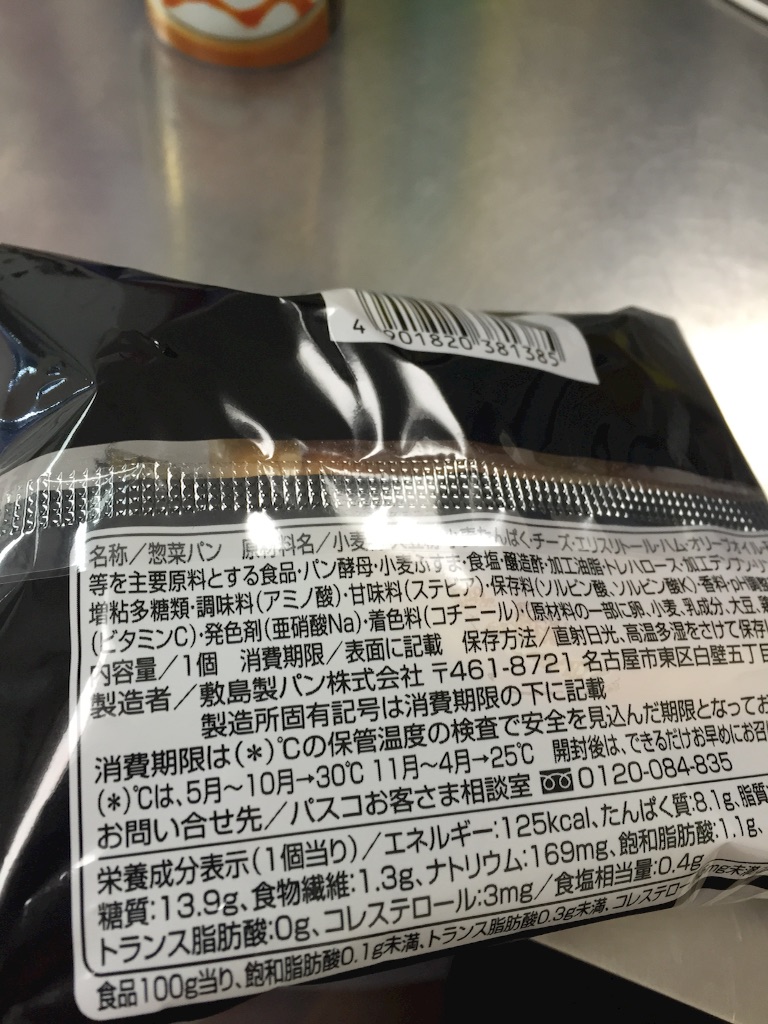 4 901820 381385
名称/惣菜パン 原材料名/小麦 たんぱく・チーズ・エリスリトール・ハム・オリーブオイル
等を主要原料とする食品・パン酵母・小麦ふすま・食塩・醸造酢・加工油脂・トレハロース・加工デンプン
増粘多糖類・調味料(アミノ酸)・甘味料(ステビア)・保存料(ソルビン酸、ソルビン酸K)・香料・pH調整
(ビタミンC)・発色剤(亜硝酸Na)・着色料(コチニール)・(原材料の一部に卵、小麦、乳成分、大豆、
内容量/1個 消費期限/表面に記載 保存方法/直射日光、高温多湿をさけて保存
製造者/敷島製パン株式会社 〒461-8721 名古屋市東区白壁五丁目
製造所固有記号は消費期限の下に記載
消費期限は(*)℃の保管温度の検査で安全を見込んだ期限となってお
(*)℃は、5月〜10月→30℃ 11月〜4月→25℃ 開封後は、できるだけお早めにお召
お問い合せ先/パスコお客さま相談室 0120-084-835
栄養成分表示(1個当り)/エネルギー:125kcal、たんぱく質:8.1g、脂質
糖質:13.9g、食物繊維:1.3g、ナトリウム:169mg、飽和脂肪酸:1.1g、
トランス脂肪酸:0g、コレステロール:3mg/食塩相当量:0.4g
食品100g当り、飽和脂肪酸0.1g未満、トランス脂肪酸0.3g未満、コレステロー mg未満